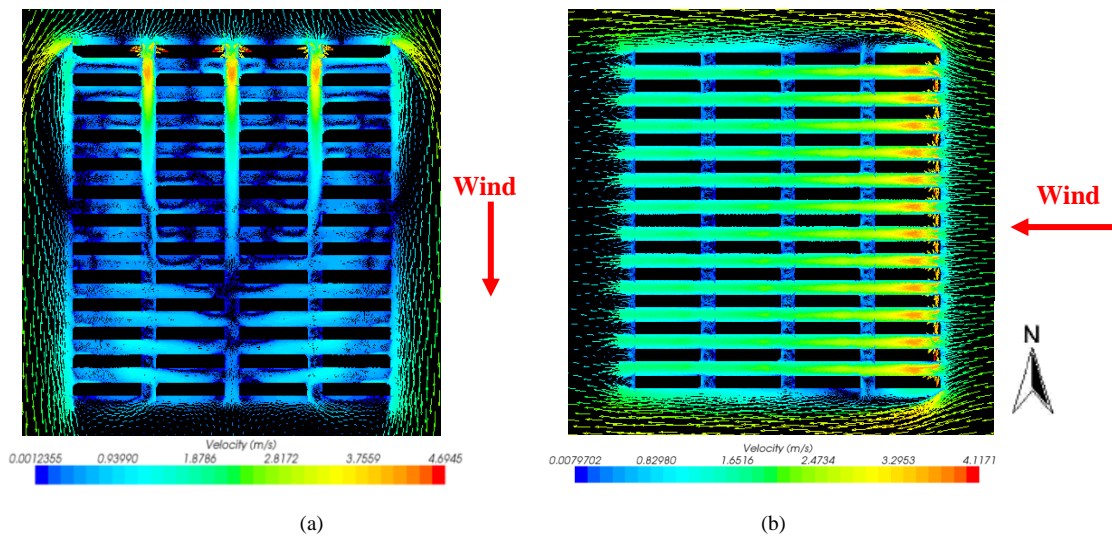 Wind
Wind
N
Velocity (m/s)
0.0012355 0.93990 1.8786 2.8172 3.7559 4.6945
Velocity (m/s)
0.0079702 0.82980 1.6516 2.4734 3.2953 4.1171
(a)
(b)